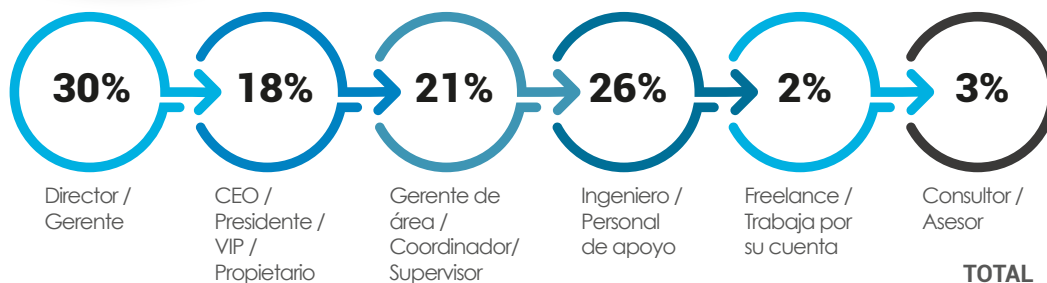 30%
18%
21%
26%
2%
3%
Director /
Gerente
CEO /
Presidente /
VIP /
Propietario
Gerente de
área /
Coordinador/
Supervisor
Ingeniero /
Personal
de apoyo
Freelance /
Trabaja por
su cuenta
Consultor /
Asesor
TOTAL